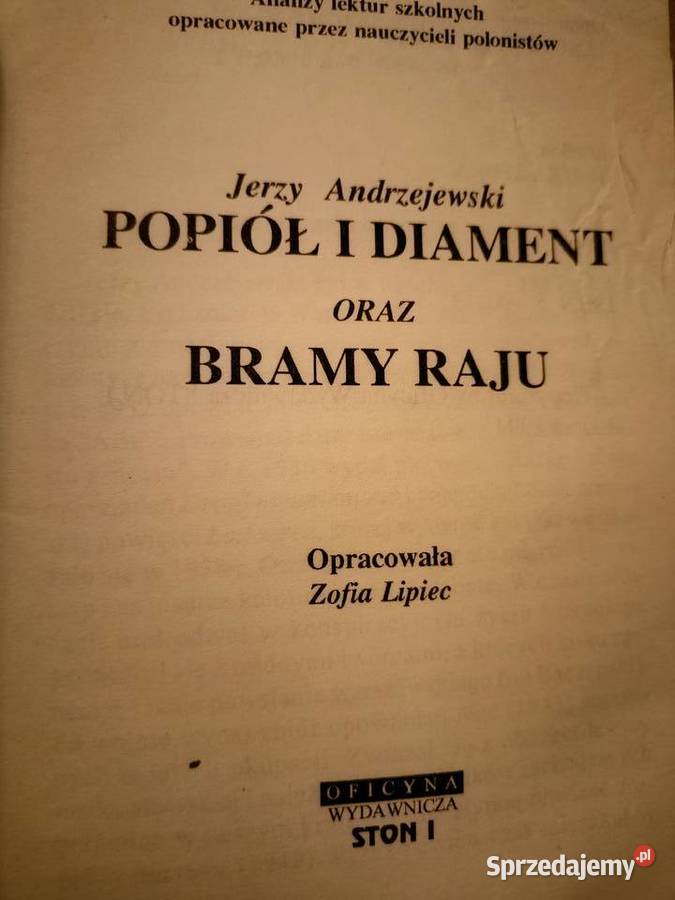 Analizy lektur szkolnych
opracowane przez nauczycieli polonistów
Jerzy Andrzejewski
POPIÓŁ I DIAMENT
ORAZ
BRAMY RAJU
Opracowała
Zofia Lipiec
OFICYNA
WYDAWNICZA
STON I
Sprzedajemy.pl